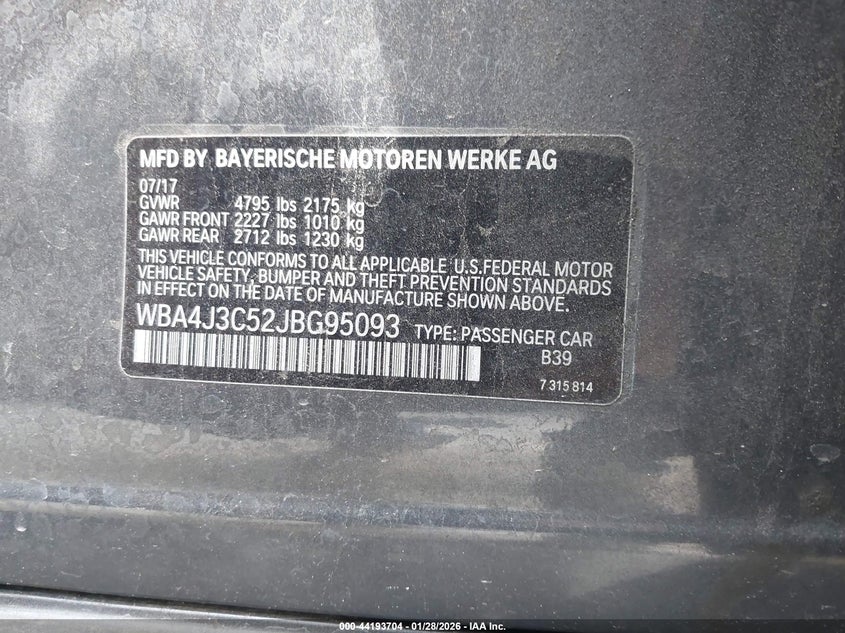 MFD BY BAYERISCHE MOTOREN WERKE AG
07/17
GVWR 4795 lbs 2175 kg
GAWR FRONT 2227 lbs 1010 kg
GAWR REAR 2712 lbs 1230 kg
THIS VEHICLE CONFORMS TO ALL APPLICABLE U.S.FEDERAL MOTOR
VEHICLE SAFETY, BUMPER AND THEFT PREVENTION STANDARDS
IN EFFECT ON THE DATE OF MANUFACTURE SHOWN ABOVE.
WBA4J3C52JBG95093 TYPE: PASSENGER CAR
B39
7 315 814
000-44193704 - 01/28/2026 - IAA Inc.